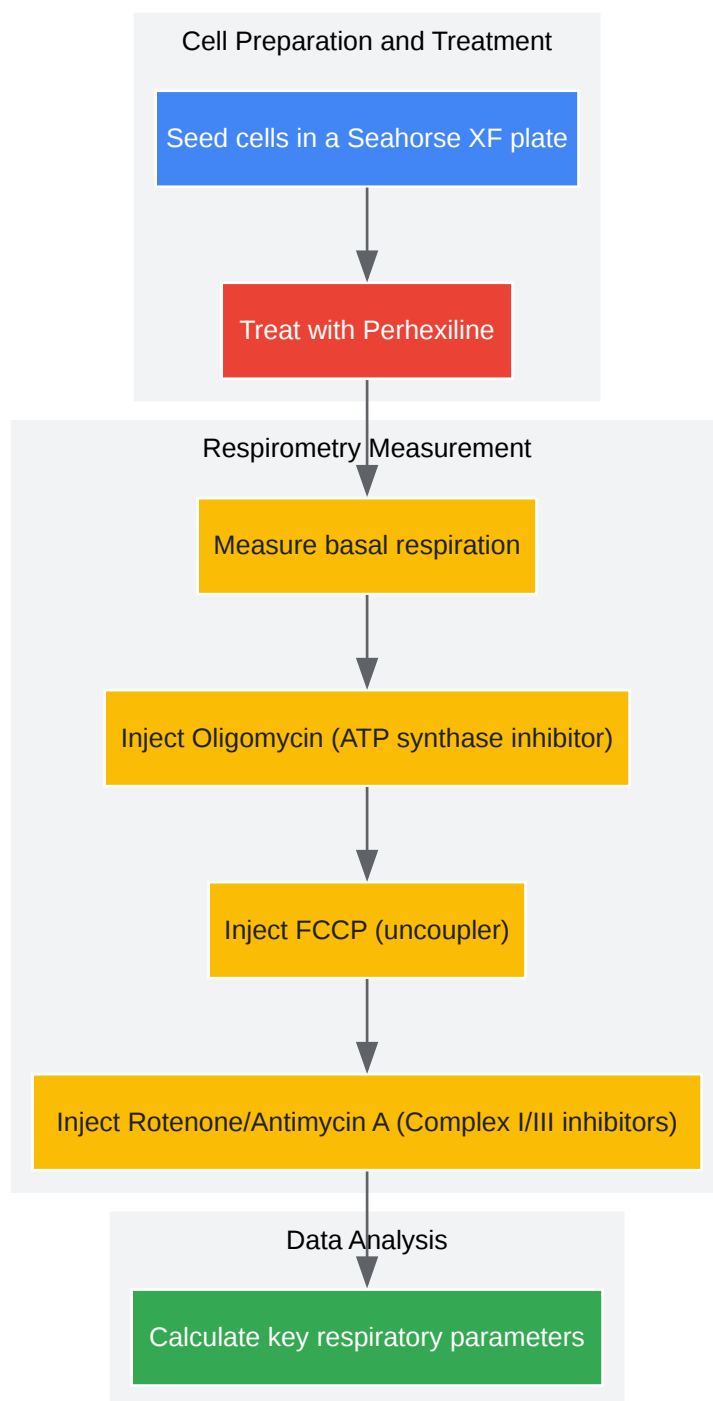 Cell Preparation and Treatment
Seed cells in a Seahorse XF plate
Treat with Perhexiline
Respirometry Measurement
Measure basal respiration
Inject Oligomycin (ATP synthase inhibitor)
Inject FCCP (uncoupler)
Inject Rotenone/Antimycin A (Complex I/III inhibitors)
Data Analysis
Calculate key respiratory parameters